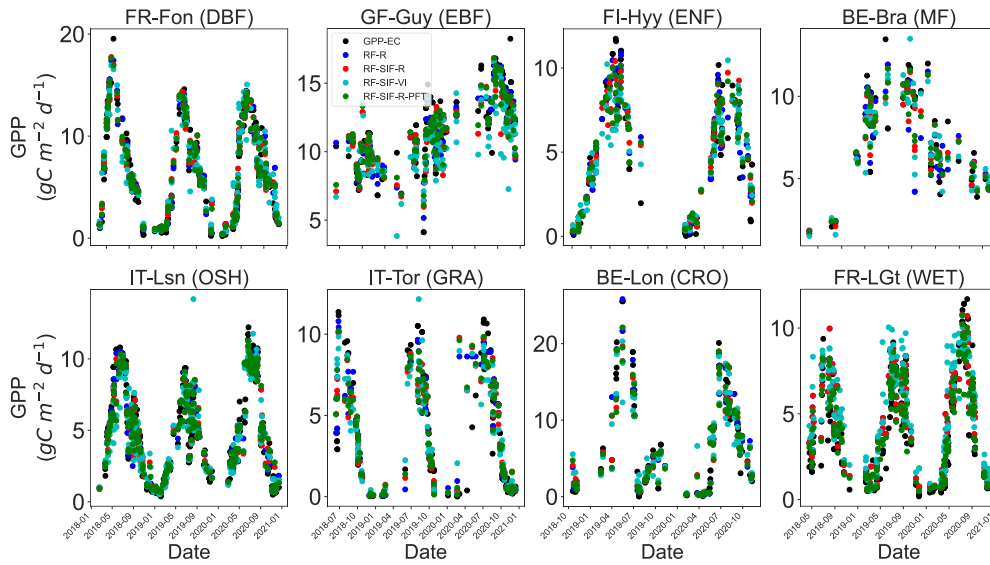 FR-Fon (DBF)
GF-Guy (EBF)
FI-Hyy (ENF)
BE-Bra (MF)
GPP
(gC m⁻² d⁻¹)
20
10
0
15
10
5
GPP-EC
RF-R
RF-SIF-R
RF-SIF-VI
RF-SIF-R-PFT
10
5
0
10
5
IT-Lsn (OSH)
IT-Tor (GRA)
BE-Lon (CRO)
FR-LGt (WET)
GPP
(gC m⁻² d⁻¹)
10
5
0
10
5
0
20
10
0
10
5
0
2018-01
2018-05
2018-09
2019-01
2019-05
2019-09
2020-01
2020-05
2020-09
2021-01
2018-07
2018-10
2019-01
2019-04
2019-07
2019-10
2020-01
2020-04
2020-07
2020-10
2021-01
2018-10
2019-01
2019-04
2019-07
2019-10
2020-01
2020-04
2020-07
2020-10
2018-05
2018-09
2019-01
2019-05
2019-09
2020-01
2020-05
2020-09
2021-01
Date
Date
Date
Date